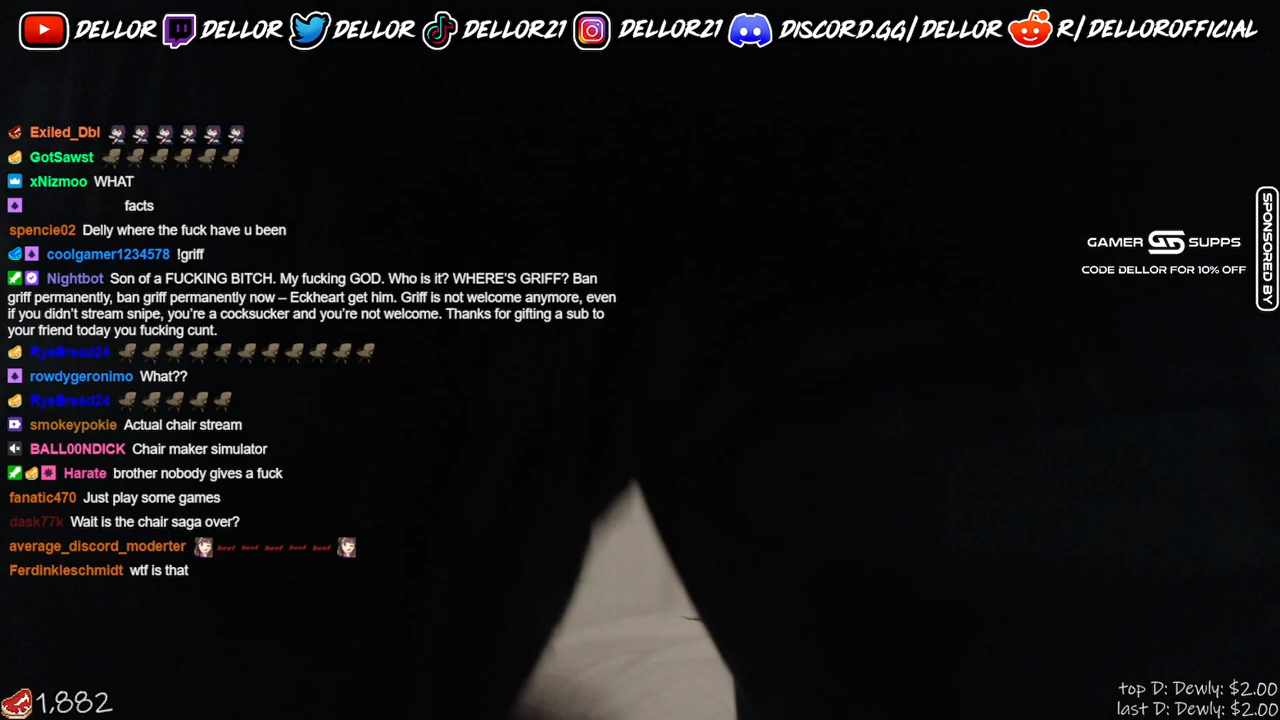 DELLOR DELLOR DELLOR DELLOR21 DELLOR21 DISCORD.GG/DELLOR R/DELLOROFFICIAL
Exiled_Dbl
GotSawst
xNizmoo WHAT
facts
spencie02 Delly where the fuck have u been
coolgamer1234578 !griff
Nightbot Son of a FUCKING BITCH. My fucking GOD. Who is it? WHERE'S GRIFF? Ban
griff permanently, ban griff permanently now – Eckheart get him. Griff is not welcome anymore, even
if you didn't stream snipe, you're a cocksucker and you're not welcome. Thanks for gifting a sub to
your friend today you fucking cunt.
RyeBread24
rowdygeronimo What??
RyeBread24
smokeypokie Actual chair stream
BALL00NDICK Chair maker simulator
Harate brother nobody gives a fuck
fanatic470 Just play some games
dask77k Wait is the chair saga over?
average_discord_moderter beef beef beef beef beef
Ferdinkleschmidt wtf is that
1,882
GAMER GS SUPPS
CODE DELLOR FOR 10% OFF
SPONSORED BY
top D: Dewly: $2.00
last D: Dewly: $2.00